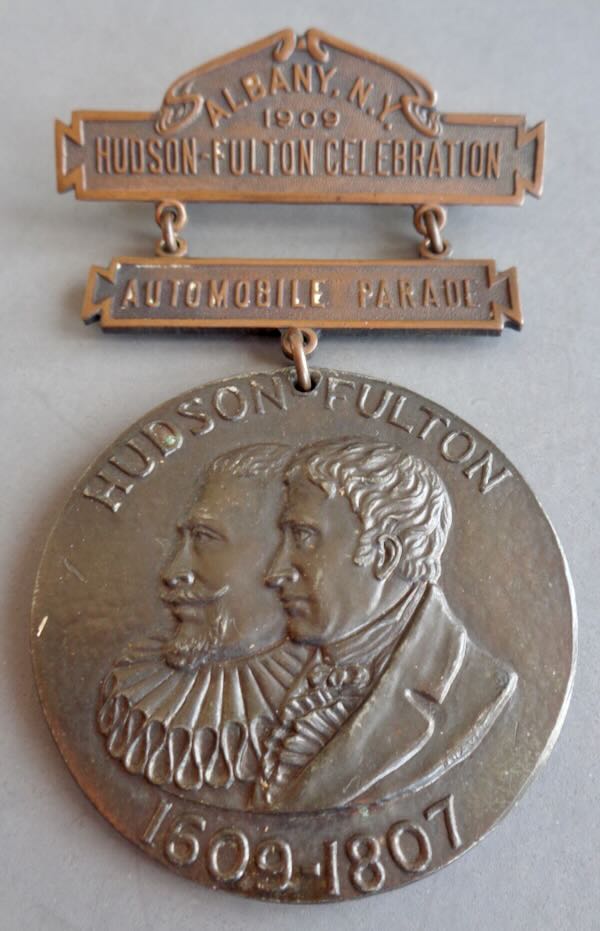 ALBANY, N.Y.
1909
HUDSON-FULTON CELEBRATION
AUTOMOBILE PARADE
HUDSON FULTON
1609-1807